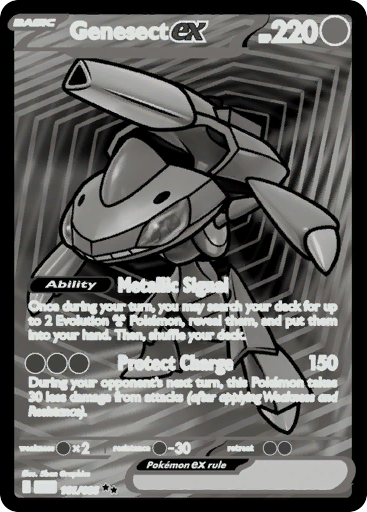 BASIC
Genesect ex
HP 220
Ability Metallic Signal
Once during your turn, you may search your deck for up
to 2 Evolution Pokémon, reveal them, and put them
into your hand. Then, shuffle your deck.
Protect Charge 150
During your opponent's next turn, this Pokémon takes
30 less damage from attacks (after applying Weakness and
Resistance).
weakness ×2 resistance -30 retreat
Pokémon ex rule